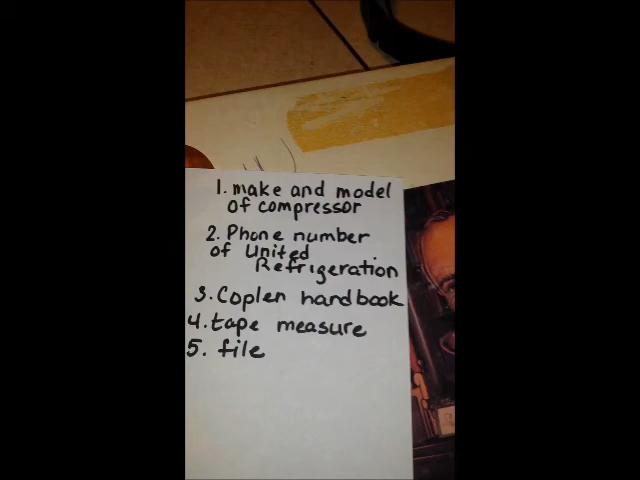 1. make and model
of compressor
2. Phone number
of United
Refrigeration
3. Coplen handbook
4. tape measure
5. file